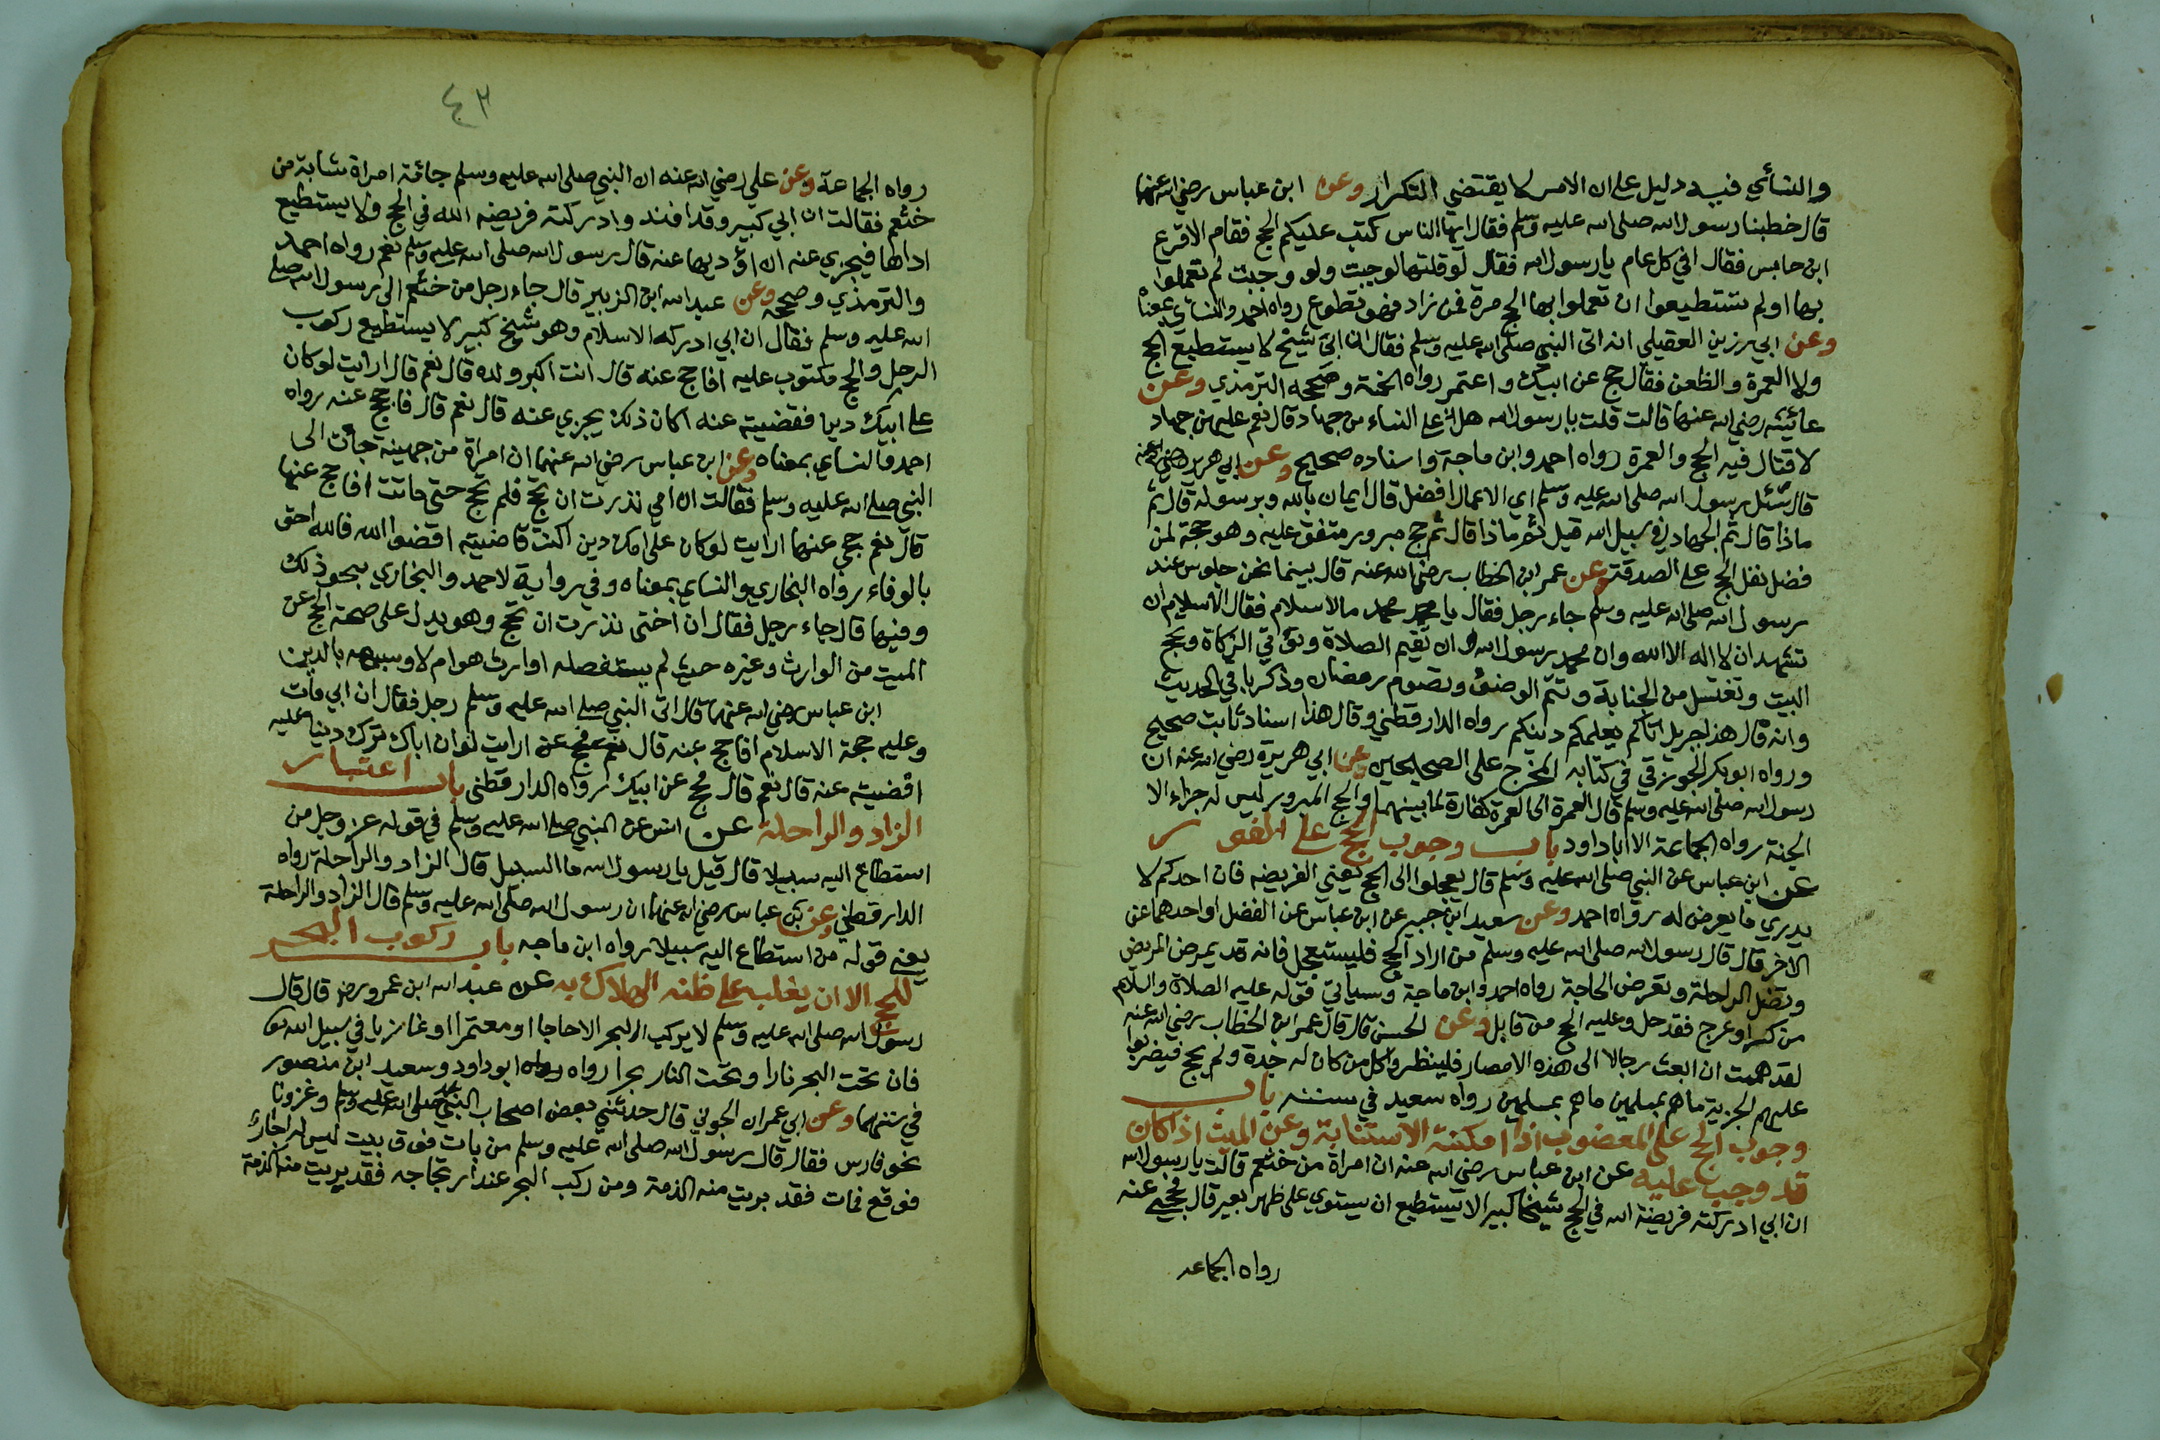 والنسائي فيه دليل على ان الامر لا يقتضي التكرار وعن ابن عباس رضي الله عنهما
قال خطبنا رسول الله صلى الله عليه وسلم فقال ايها الناس كتب عليكم الحج فقام الاقرع
ابن حابس فقال افي كل عام يا رسول الله فقال لو قلتها لوجبت ولو وجبت لم تعملوا
بها ولم تستطيعوا ان تعملوا بها الحج مرة فمن زاد فهو تطوع رواه احمد والنسائي بمعناه
وعن ابي رزين العقيلي انه اتى النبي صلى الله عليه وسلم فقال ان ابي شيخ لا يستطيع الحج
ولا العمرة والظعن فقال حج عن ابيك واعتمر رواه الخمسة وصححه الترمذي وعن
عائشه رضي الله عنها قالت قلت يا رسول الله هل على النساء من جهاد قال نعم عليهن جهاد
لا قتال فيه الحج والعمرة رواه احمد وابن ماجة واسناده صحيح وعن ابي هريرة رضي الله عنه
قال سئل رسول الله صلى الله عليه وسلم اي الاعمال افضل قال ايمان بالله وبرسوله قال ثم
ماذا قال ثم الجهاد في سبيل الله قيل ثم ماذا قال ثم حج مبرور متفق عليه وهو حجة لمن
فضل نفل الحج على الصدقة وعن عمر ابن الخطاب رضي الله عنه قال بينما نحن جلوس عند
رسول الله صلى الله عليه وسلم جاء رجل فقال يا محمد محمد ما الاسلام فقال الاسلام ان
تشهد ان لا اله الا الله وان محمد رسول الله وان تقيم الصلاة وتؤتي الزكاة وتحج
البيت وتغتسل من الجنابة وتتم الوضوء وتصوم رمضان وذكر باقي الحديث
وانه قال هذا جبريل اتاكم يعلمكم دينكم رواه الدارقطني وقال هذا اسناد ثابت صحيح
ورواه ابو بكر الجوزقي في كتابه المخرج على الصحيحين وعن ابي هريرة رضي الله عنه ان
رسول الله صلى الله عليه وسلم قال العمرة الى العمرة كفارة لما بينهما والحج المبرور ليس له جزاء الا
الجنة رواه الجماعة الا ابا داود باب وجوب الحج على الفور
عن ابن عباس عن النبي صلى الله عليه وسلم قال تعجلوا الى الحج يعني الفريضه فان احدكم لا
يدري ما يعرض له رواه احمد وعن سعيد ابن جبير عن ابن عباس عن الفضل او احدهما عن
الاخر قال قال رسول الله صلى الله عليه وسلم من اراد الحج فليستعجل فانه قد يمرض المريض
وتضل الراحلة وتعرض الحاجة رواه احمد وابن ماجة وسياتي قوله عليه الصلاة والسلام
من كسر او عرج فقد حل وعليه الحج من قابل وعن الحسن قال قال عمر ابن الخطاب رضي الله عنه
لقد هممت ان ابعث رجالا الى هذه الامصار فلينظروا كل من كان له جدة ولم يحج فيضربوا
عليهم الجزية ما هم بمسلمين ما هم بمسلمين رواه سعيد في سننه باب
وجوب الحج على المعضوب اذا امكنته الاستنابة وعن الميت اذا كان
قد وجب عليه عن ابن عباس رضي الله عنه ان امراة من خثعم قالت يا رسول الله
ان ابي ادركته فريضة الله في الحج شيخا كبيرا لا يستطيع ان يستوي على ظهر بعير قال فحجي عنه
رواه الجماعه
٤٣
رواه الجماعة وعن علي رضي الله عنه ان النبي صلى الله عليه وسلم جائته امراة شابة من
خثعم فقالت ان ابي كبير وقد افند وادركته فريضه الله في الحج ولا يستطيع
اداها فيجزي عنه ان اؤديها عنه قال رسول الله صلى الله عليه وسلم نعم رواه احمد
والترمذي وصححه وعن عبد الله ابن الزبير قال جاء رجل من خثعم الى رسول الله صلى
الله عليه وسلم فقال ان ابي ادركه الاسلام وهو شيخ كبير لا يستطيع ركوب
الرحل والحج مكتوب عليه افاحج عنه قال انت اكبر ولده قال نعم قال ارايت لو كان
على ابيك دين فقضيته عنه اكان ذلك يجزي عنه قال نعم قال فاحجج عنه رواه
احمد والنساي بمعناه وعن ابن عباس رضي الله عنهما ان امراة من جهينة جأت الى
النبي صلى الله عليه وسلم فقالت ان امي نذرت ان تحج فلم تحج حتى ماتت افاحج عنها
قال نعم حجي عنها ارايت لو كان على امك دين اكنت قاضيته اقضوا الله فالله احق
بالوفاء رواه البخاري والنساي بمعناه وفي رواية لاحمد والبخاري بنحو ذلك
وفيها قال جاء رجل فقال ان اختى نذرت ان تحج وهو يدل على صحة الحج عن
الميت من الوارث وغيره حيث لم يستفصله اوارث هو ام لا وشبهه بالدين
ابن عباس رضي الله عنهما قال اتى النبي صلى الله عليه وسلم رجل فقال ان ابي مات
وعليه حجة الاسلام افاحج عنه قال نعم حج عن ارايت لو ان اباك ترك دينا عليه
اقضيته عنه قال نعم قال حج عن ابيك رواه الدارقطني باب اعتبار
الزاد والراحلة عن انس عن النبي صلى الله عليه وسلم في قوله عز وجل من
استطاع اليه سبيلا قال قيل يا رسول الله ما السبيل قال الزاد والراحلة رواه
الدارقطني وعن ابن عباس رضي الله عنهما ان رسول الله صلى الله عليه وسلم قال الزاد والراحلة
يعني قوله من استطاع اليه سبيلا رواه ابن ماجه باب ركوب البحر
للحج الا ان يغلب على ظنه الهلاك به عن عبد الله ابن عمرو رضي قال قال
رسول الله صلى الله عليه وسلم لا يركب البحر الا حاجا او معتمرا او غازيا في سبيل الله
فان تحت البحر نارا وتحت النار بحرا رواه ابو داود وسعيد ابن منصور
في سننهما وعن ابي عمران الجوني قال حدثني بعض اصحاب النبي صلى الله عليه وسلم وغزونا
نحو فارس فقال قال رسول الله صلى الله عليه وسلم من بات فوق بيت ليس له اجار
فوقع فمات فقد بريت منه الذمة ومن ركب البحر عند ارتجاجه فقد بريت منه الذمة